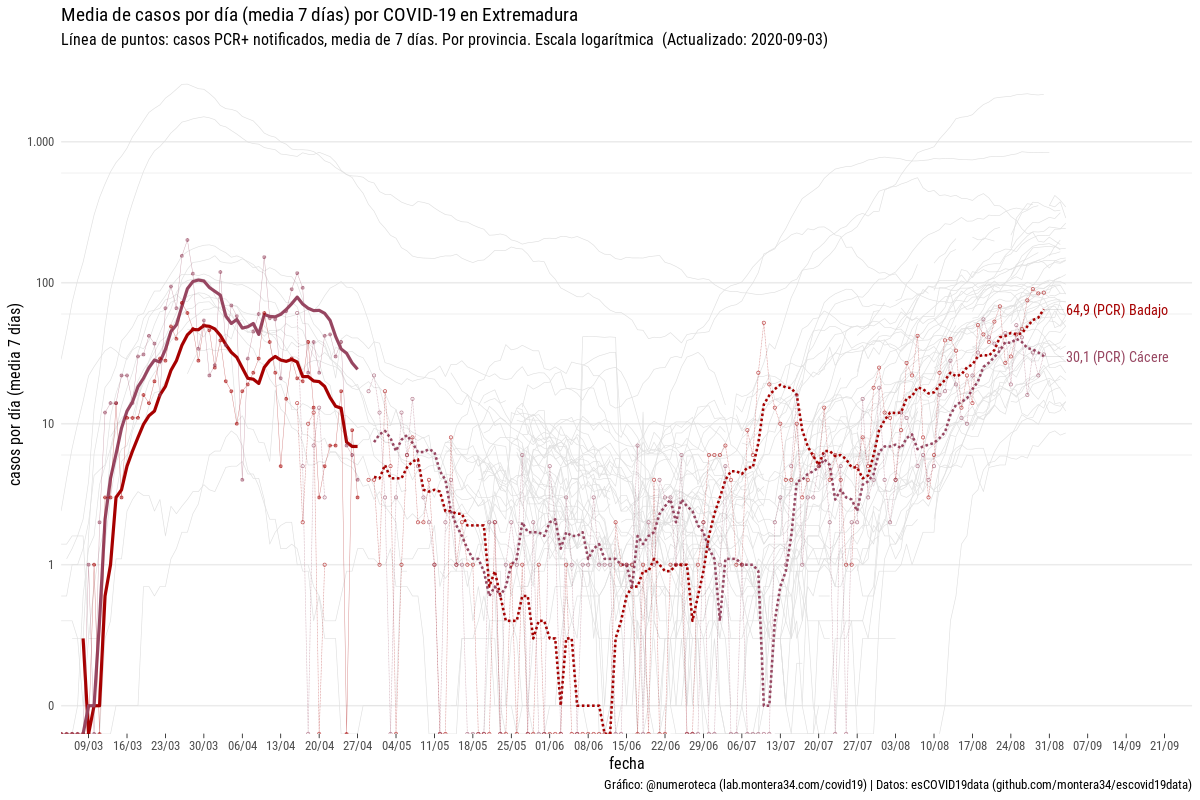 Media de casos por día (media 7 días) por COVID-19 en Extremadura
Línea de puntos: casos PCR+ notificados, media de 7 días. Por provincia. Escala logarítmica  (Actualizado: 2020-09-03)
casos por día (media 7 días)
1.000
100
10
1
0
64,9 (PCR) Badajo
30,1 (PCR) Cácere
09/03 16/03 23/03 30/03 06/04 13/04 20/04 27/04 04/05 11/05 18/05 25/05 01/06 08/06 15/06 22/06 29/06 06/07 13/07 20/07 27/07 03/08 10/08 17/08 24/08 31/08 07/09 14/09 21/09
fecha
Gráfico: @numeroteca (lab.montera34.com/covid19) | Datos: esCOVID19data (github.com/montera34/escovid19data)